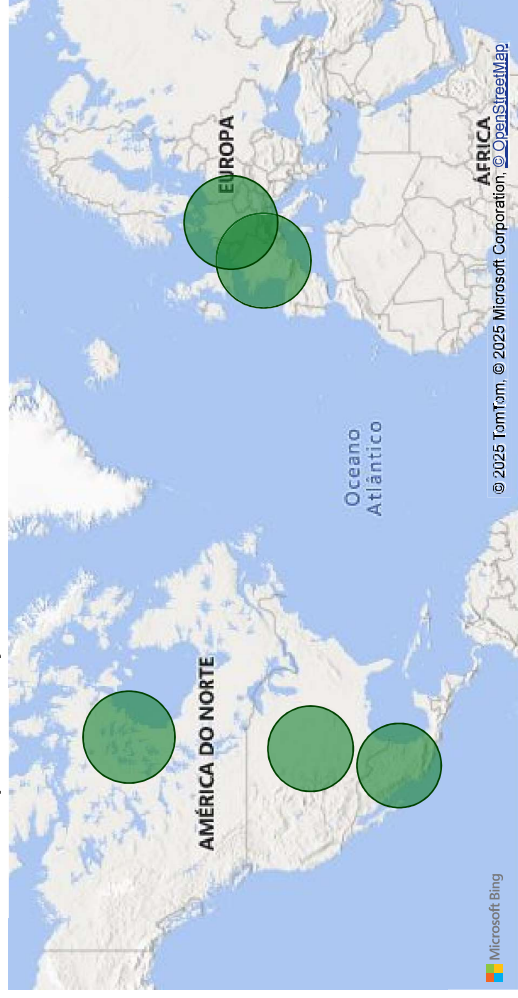 EUROPA
ÁFRICA
Oceano
Atlântico
AMÉRICA DO NORTE
Microsoft Bing
© 2025 TomTom, © 2025 Microsoft Corporation, © OpenStreetMap